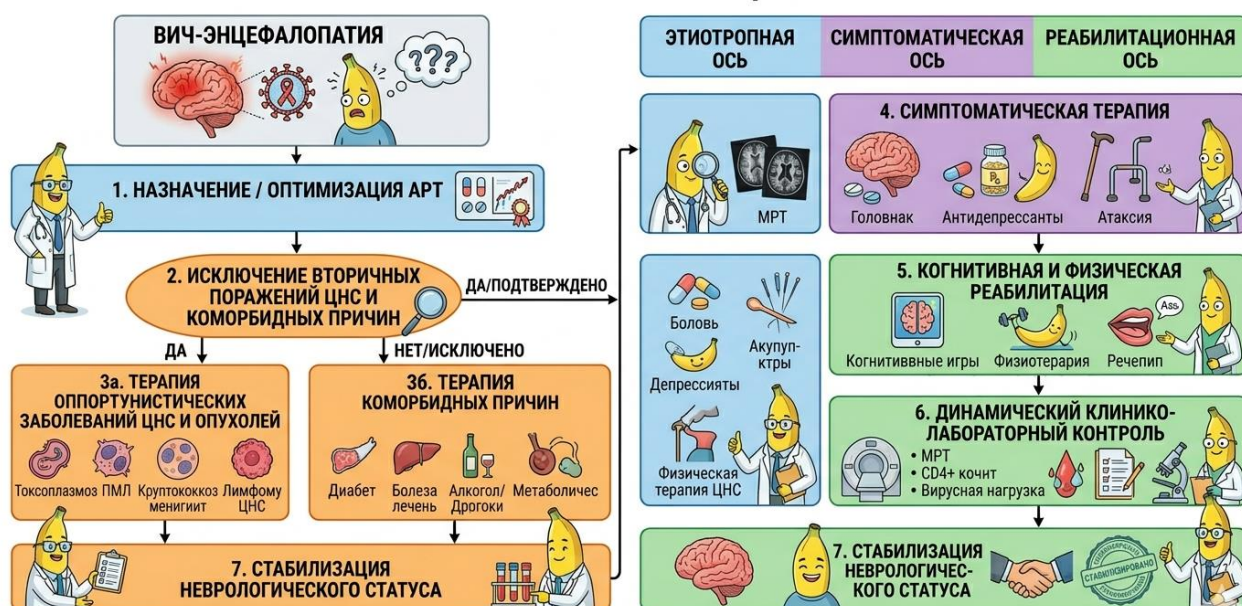 ВИЧ-ЭНЦЕФАЛОПАТИЯ
???
1. НАЗНАЧЕНИЕ / ОПТИМИЗАЦИЯ АРТ
2. ИСКЛЮЧЕНИЕ ВТОРИЧНЫХ
ПОРАЖЕНИЙ ЦНС И
КОМОРБИДНЫХ ПРИЧИН
ДА/ПОДТВЕРЖДЕНО
ДА
НЕТ/ИСКЛЮЧЕНО
3а. ТЕРАПИЯ
ОППОРТУНИСТИЧЕСКИХ
ЗАБОЛЕВАНИЙ ЦНС И ОПУХОЛЕЙ
Токсоплазмоз
ПМЛ
Круптококкоз
менигиит
Лимфому
ЦНС
3б. ТЕРАПИЯ
КОМОРБИДНЫХ ПРИЧИН
Диабет
Болеза
лечень
Алкогол/
Дрогоки
Метаболичес
7. СТАБИЛИЗАЦИЯ
НЕВРОЛОГИЧЕСКОГО СТАТУСА
ЭТИОТРОПНАЯ
ОСЬ
СИМПТОМАТИЧЕСКАЯ
ОСЬ
РЕАБИЛИТАЦИОННАЯ
ОСЬ
МРТ
4. СИМПТОМАТИЧЕСКАЯ ТЕРАПИЯ
Головнак
Антидепрессанты
Атаксия
Боловь
Акупуп-
ктры
Депрессияты
Физическая
терапия ЦНС
5. КОГНИТИВНАЯ И ФИЗИЧЕСКАЯ
РЕАБИЛИТАЦИЯ
Ass.
Когнитиввные игры
Физиотерария
Речепип
6. ДИНАМИЧЕСКИЙ КЛИНИКО-
ЛАБОРАТОРНЫЙ КОНТРОЛЬ
• МРТ
• CD4+ кочнт
• Вирусная нагрузка
7. СТАБИЛИЗАЦИЯ
НЕВРОЛОГИЧЕС-
КОГО СТАТУСА